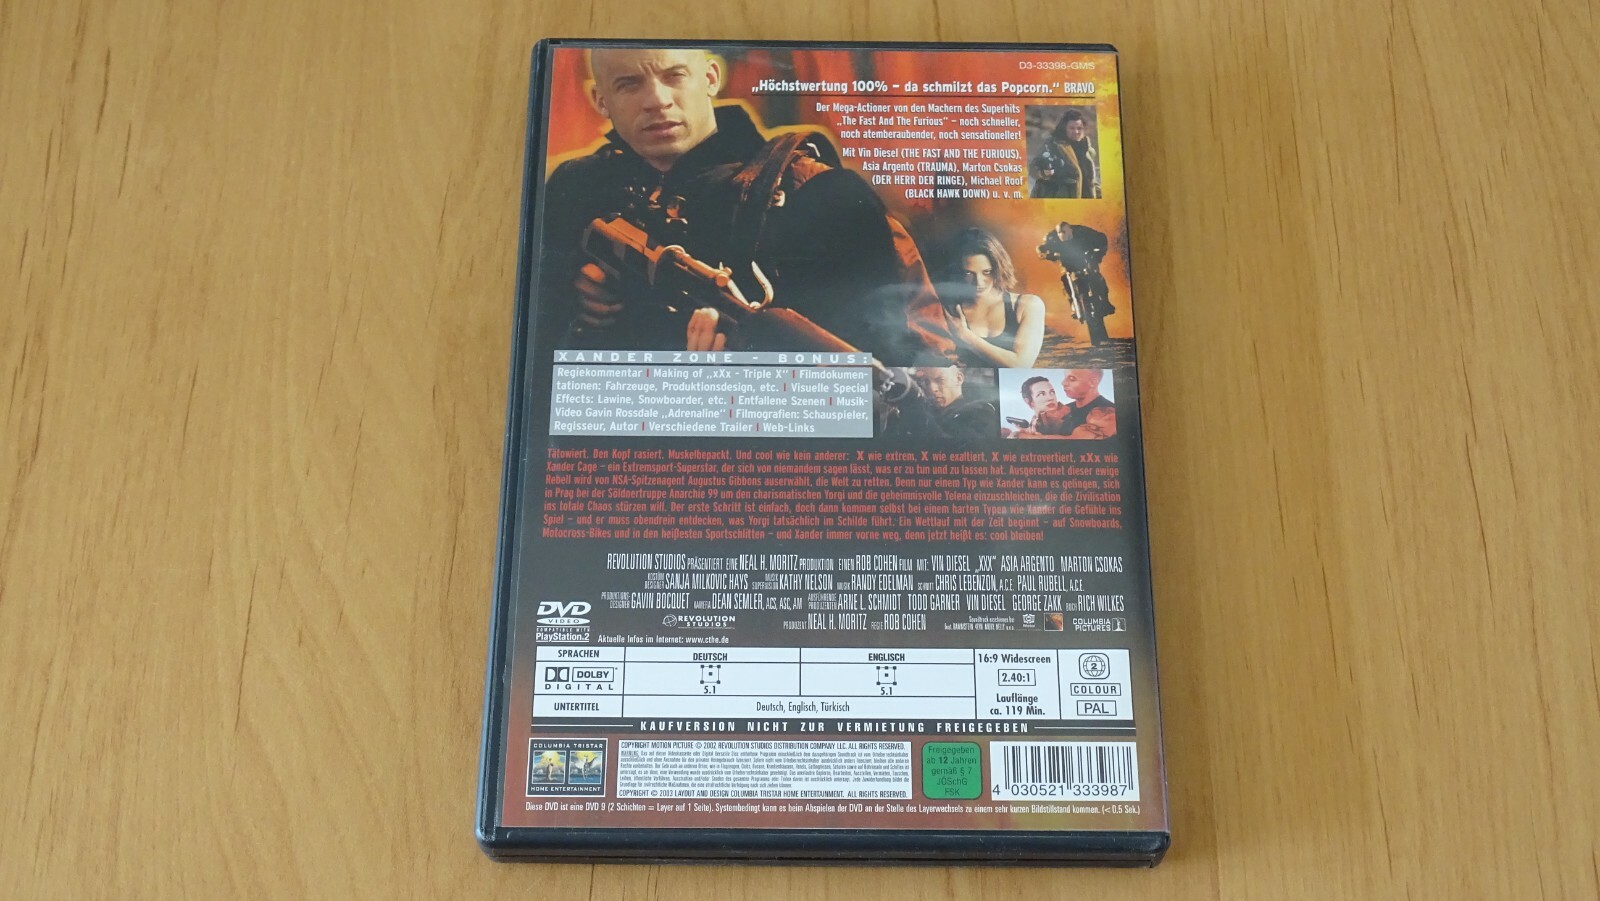 D3-33398-GMS
„Höchstwertung 100% – da schmilzt das Popcorn.“ BRAVO
Der Mega-Actioner von den Machern des Superhits
„The Fast And The Furious“ – noch schneller,
noch atemberaubender, noch sensationeller!
Mit Vin Diesel (THE FAST AND THE FURIOUS),
Asia Argento (TRAUMA), Marton Csokas
(DER HERR DER RINGE), Michael Roof
(BLACK HAWK DOWN) u. v. m.
XANDER ZONE - BONUS:
Regiekommentar | Making of „xXx - Triple X“ | Filmdokumen-
tationen: Fahrzeuge, Produktionsdesign, etc. | Visuelle Special
Effects: Lawine, Snowboarder, etc. | Entfallene Szenen | Musik-
Video Gavin Rossdale „Adrenaline“ | Filmografien: Schauspieler,
Regisseur, Autor | Verschiedene Trailer | Web-Links
Tätowiert. Den Kopf rasiert. Muskelbepackt. Und cool wie kein anderer: X wie extrem, X wie exaltiert, X wie extrovertiert, xXx wie
Xander Cage – ein Extremsport-Superstar, der sich von niemandem sagen lässt, was er zu tun und zu lassen hat. Ausgerechnet dieser ewige
Rebell wird von NSA-Spitzenagent Augustus Gibbons auserwählt, die Welt zu retten. Denn nur einem Typ wie Xander kann es gelingen, sich
in Prag bei der Söldnertruppe Anarchie 99 um den charismatischen Yorgi und die geheimnisvolle Yelena einzuschleichen, die die Zivilisation
ins totale Chaos stürzen will. Der erste Schritt ist einfach, doch dann kommen selbst bei einem harten Typen wie Xander die Gefühle ins
Spiel – und er muss obendrein entdecken, was Yorgi tatsächlich im Schilde führt. Ein Wettlauf mit der Zeit beginnt – auf Snowboards,
Motocross-Bikes und in den heißesten Sportschlitten – und Xander immer vorne weg, denn jetzt heißt es: cool bleiben!
REVOLUTION STUDIOS PRÄSENTIERT EINE NEAL H. MORITZ PRODUKTION EINEN ROB COHEN FILM MIT: VIN DIESEL „XXX“ ASIA ARGENTO MARTON CSOKAS
KOSTÜM DESIGNER SANJA MILKOVIC HAYS MUSIK SUPERVISION KATHY NELSON MUSIK RANDY EDELMAN SCHNITT CHRIS LEBENZON, A.C.E. PAUL RUBELL, A.C.E.
PRODUKTIONS-DESIGNER GAVIN BOCQUET KAMERA DEAN SEMLER, ACS, ASC, AM AUSFÜHRENDE PRODUZENTEN ARNE L. SCHMIDT TODD GARNER VIN DIESEL GEORGE ZAKK BUCH RICH WILKES
REVOLUTION STUDIOS PRODUZENT NEAL H. MORITZ REGIE ROB COHEN
COLUMBIA PICTURES
DVD VIDEO
COMPATIBLE WITH
PlayStation.2
Aktuelle Infos im Internet: www.cthe.de
SPRACHEN DEUTSCH ENGLISCH
DOLBY DIGITAL 5.1 5.1
UNTERTITEL Deutsch, Englisch, Türkisch
16:9 Widescreen
2.40:1
Lauflänge
ca. 119 Min.
2
COLOUR
PAL
KAUFVERSION NICHT ZUR VERMIETUNG FREIGEGEBEN
COLUMBIA TRISTAR
HOME ENTERTAINMENT
COPYRIGHT MOTION PICTURE © 2002 REVOLUTION STUDIOS DISTRIBUTION COMPANY LLC. ALL RIGHTS RESERVED.
COPYRIGHT © 2003 LAYOUT AND DESIGN COLUMBIA TRISTAR HOME ENTERTAINMENT. ALL RIGHTS RESERVED.
Freigegeben
ab 12 Jahren
gemäß § 7
JÖSchG
FSK
4 030521 333987
Diese DVD ist eine DVD 9 (2 Schichten = Layer auf 1 Seite). Systembedingt kann es beim Abspielen der DVD an der Stelle des Layerwechsels zu einem sehr kurzen Bildstillstand kommen. (< 0,5 Sek.)